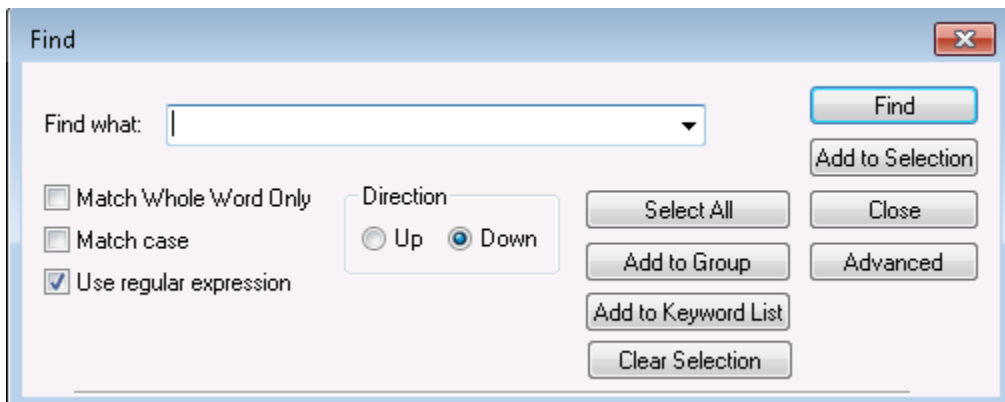 Find
Find what:
Find
Add to Selection
Match Whole Word Only
Direction
Select All
Close
Match case
Up
Down
Use regular expression
Add to Group
Advanced
Add to Keyword List
Clear Selection